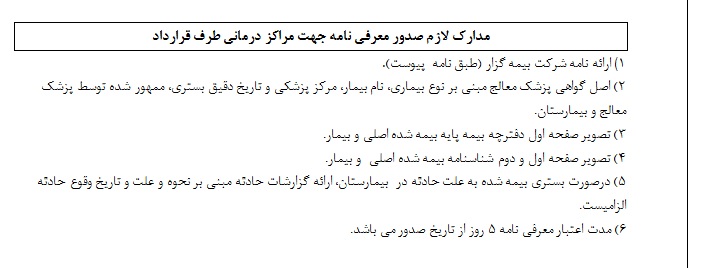 مدارک لازم صدور معرفی نامه جهت مراکز درمانی طرف قرارداد
۱) ارائه نامه شرکت بیمه گزار (طبق نامه پیوست).
۲) اصل گواهی پزشک معالج مبنی بر نوع بیماری، نام بیمار، مرکز پزشکی و تاریخ دقیق بستری، ممهور شده توسط پزشک
معالج و بیمارستان.
۳) تصویر صفحه اول دفترچه بیمه پایه بیمه شده اصلی و بیمار.
۴) تصویر صفحه اول و دوم شناسنامه بیمه شده اصلی و بیمار.
۵) درصورت بستری بیمه شده به علت حادثه در بیمارستان، ارائه گزارشات حادثه مبنی بر نحوه و علت و تاریخ وقوع حادثه
الزامیست.
۶) مدت اعتبار معرفی نامه ۵ روز از تاریخ صدور می باشد.